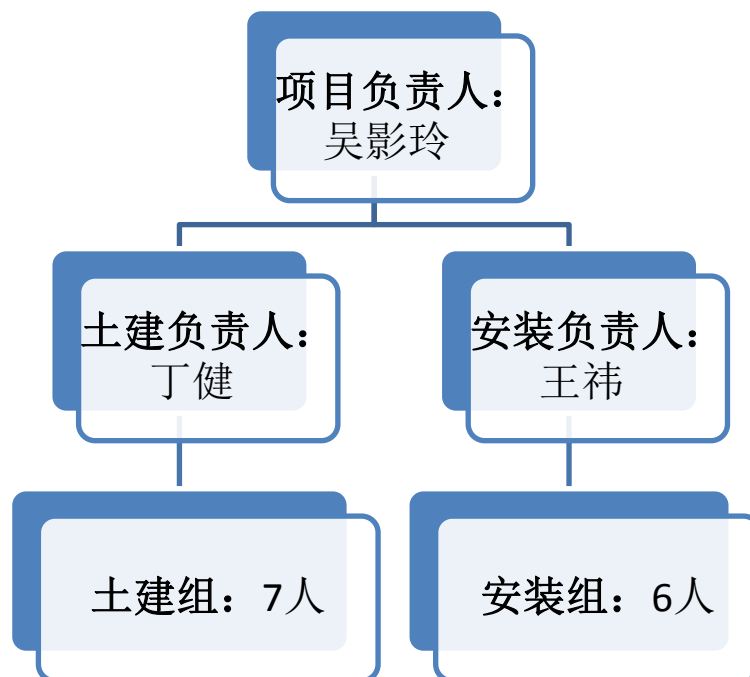 项目负责人：
吴影玲
土建负责人：
丁健
安装负责人：
王祎
土建组：7人
安装组：6人